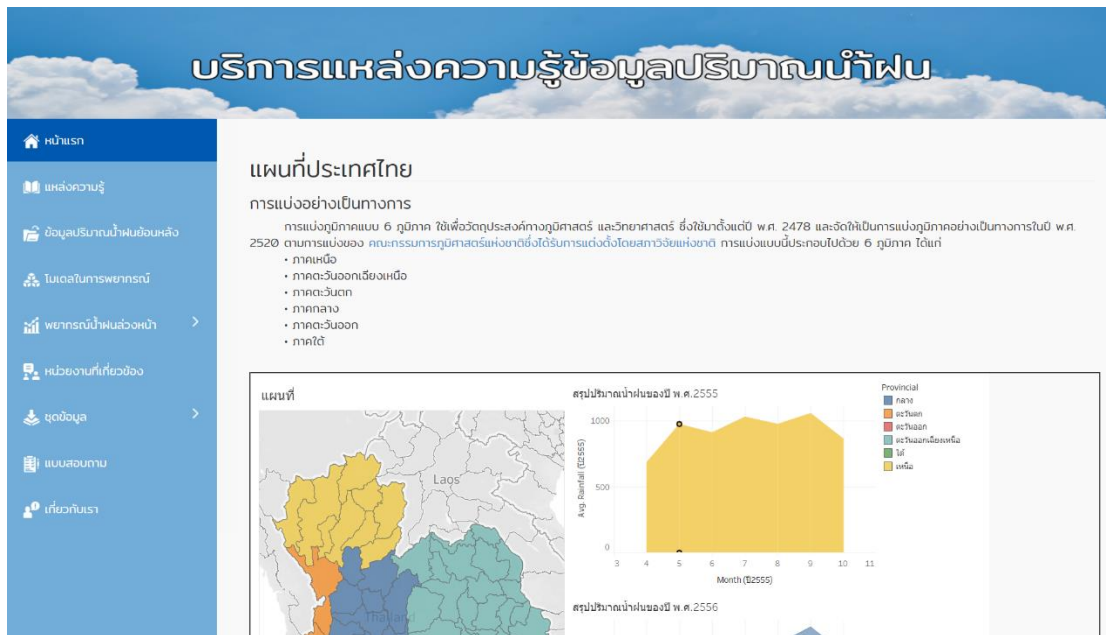 บริการแหล่งความรู้ข้อมูลปริมาณน้ำฝน
หน้าแรก
แหล่งความรู้
ข้อมูลปริมาณน้ำฝนย้อนหลัง
โมเดลในการพยากรณ์
พยากรณ์น้ำฝนล่วงหน้า
หน่วยงานที่เกี่ยวข้อง
ชุดข้อมูล
แบบสอบถาม
เกี่ยวกับเรา
แผนที่ประเทศไทย
การแบ่งอย่างเป็นทางการ
การแบ่งภูมิภาคแบบ 6 ภูมิภาค ใช้เพื่อวัตถุประสงค์ทางภูมิศาสตร์ และวิทยาศาสตร์ ซึ่งใช้มาตั้งแต่ปี พ.ศ. 2478 และจัดให้เป็นการแบ่งภูมิภาคอย่างเป็นทางการในปี พ.ศ.
2520 ตามการแบ่งของ คณะกรรมการภูมิศาสตร์แห่งชาติซึ่งได้รับการแต่งตั้งโดยสภาวิจัยแห่งชาติ การแบ่งแบบนี้ประกอบไปด้วย 6 ภูมิภาค ได้แก่
• ภาคเหนือ
• ภาคตะวันออกเฉียงเหนือ
• ภาคตะวันตก
• ภาคกลาง
• ภาคตะวันออก
• ภาคใต้
แผนที่
Laos
Thailand
สรุปปริมาณน้ำฝนของปี พ.ศ.2555
Avg. Rainfall (ปี2555)
1000
500
0
3 4 5 6 7 8 9 10 11
Month (ปี2555)
Provincial
กลาง
ตะวันตก
ตะวันออก
ตะวันออกเฉียงเหนือ
ใต้
เหนือ
สรุปปริมาณน้ำฝนของปี พ.ศ.2556